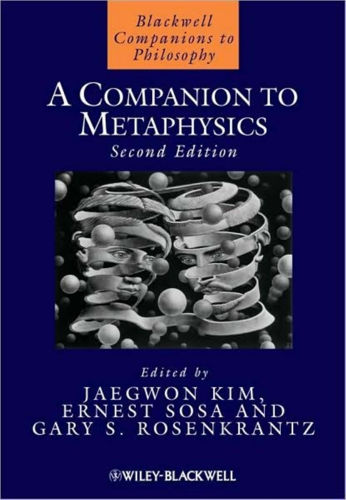 Blackwell
Companions to
Philosophy
A COMPANION TO
METAPHYSICS
Second Edition
Edited by
JAEGWON KIM,
ERNEST SOSA AND
GARY S. ROSENKRANTZ
WILEY-BLACKWELL